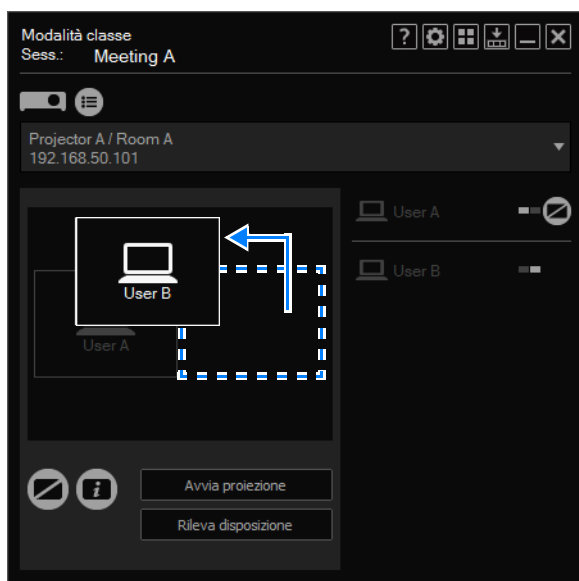 Modalità classe
Sess.: Meeting A
Projector A / Room A
192.168.50.101
User A
User B
User B
User A
Avvia proiezione
Rileva disposizione